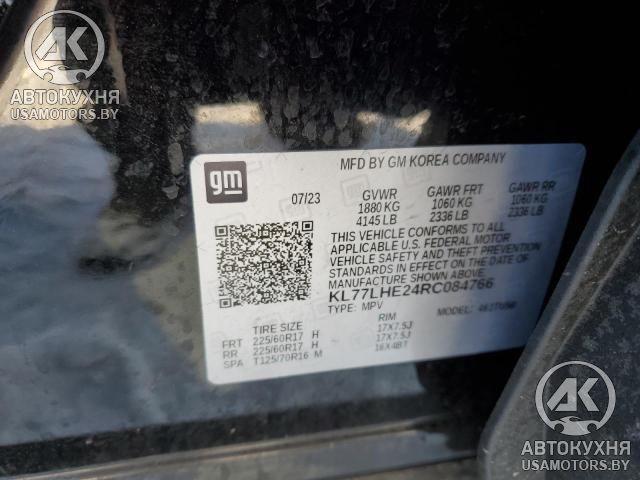 AK
АВТОКУХНЯ
USAMOTORS.BY
gm
MFD BY GM KOREA COMPANY
07/23
GVWR GAWR FRT GAWR RR
1880 KG 1060 KG 1060 KG
4145 LB 2336 LB 2336 LB
THIS VEHICLE CONFORMS TO ALL
APPLICABLE U.S. FEDERAL MOTOR
VEHICLE SAFETY AND THEFT PREVENTION
STANDARDS IN EFFECT ON THE DATE OF
MANUFACTURE SHOWN ABOVE.
KL77LHE24RC084766
TYPE: MPV
TIRE SIZE RIM
FRT 225/60R17 H 17X7.5J
RR 225/60R17 H 17X7.5J
SPA T125/70R16 M 16X4BT
AK
АВТОКУХНЯ
USAMOTORS.BY